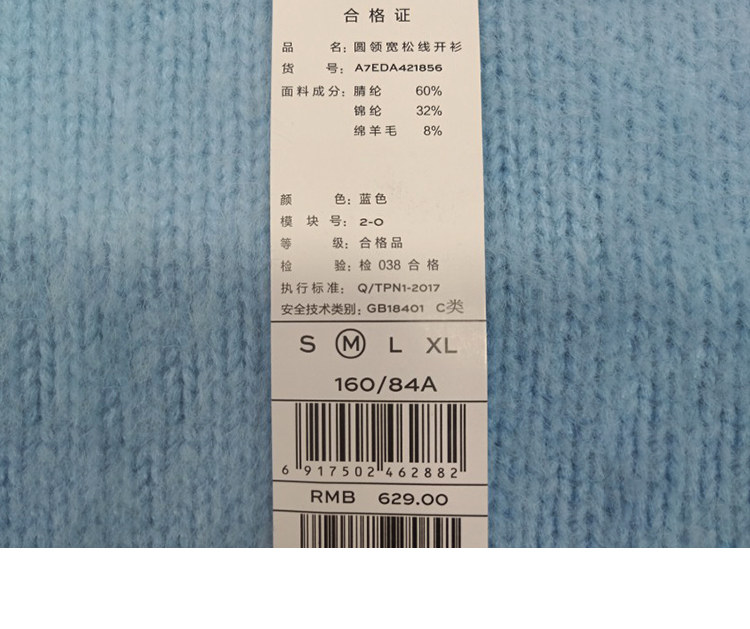 合格证
品 名：圆领宽松线开衫
货 号：A7EDA421856
面料成分：腈纶 60%
锦纶 32%
绵羊毛 8%
颜 色：蓝色
模 块 号：2-0
等 级：合格品
检 验：检 038 合格
执行标准：Q/TPN1-2017
安全技术类别：GB18401 C类
S M L XL
160/84A
6 917502 462882
RMB 629.00